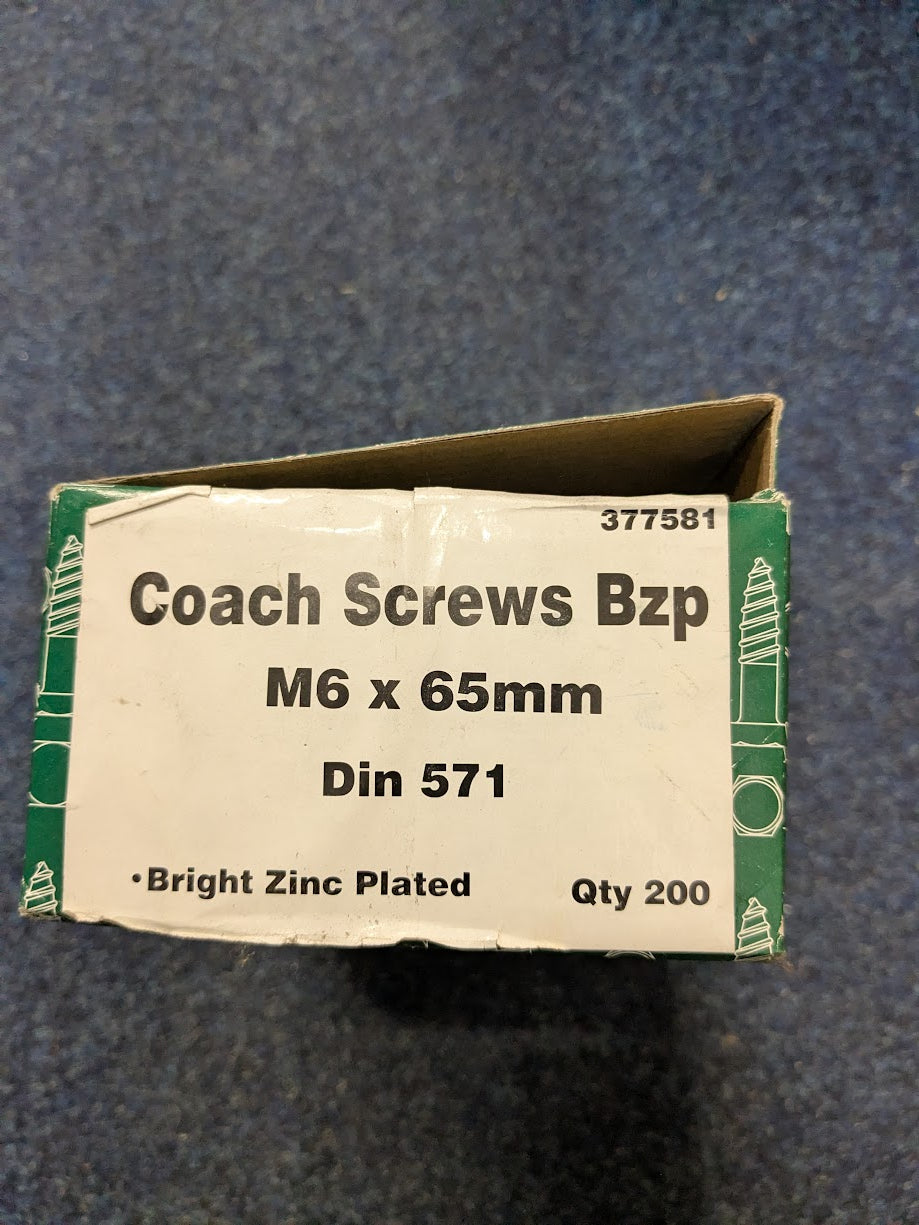 377581
Coach Screws Bzp
M6 x 65mm
Din 571
•Bright Zinc Plated Qty 200